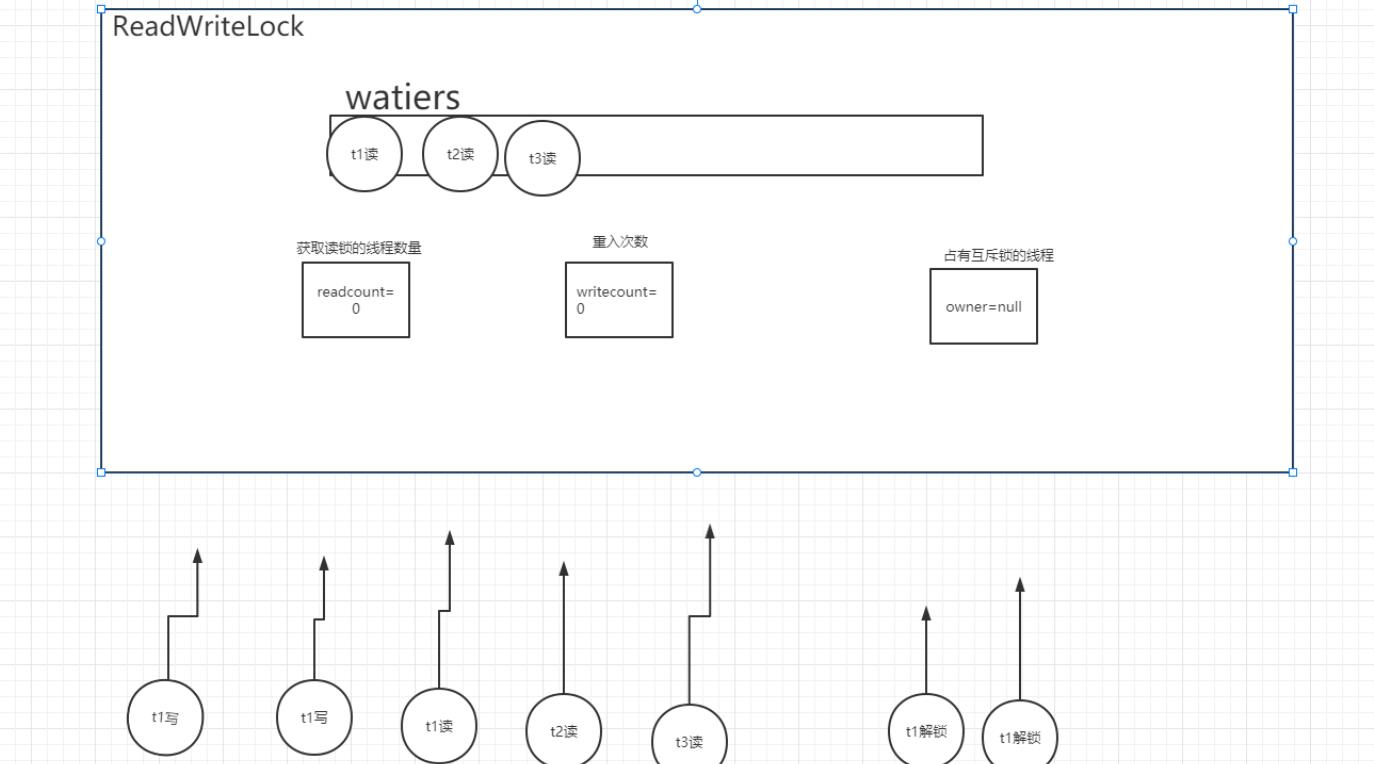 ReadWriteLock
watiers
t1读
t2读
t3读
获取读锁的线程数量
重入次数
占有互斥锁的线程
readcount=
0
writecount=
0
owner=null
t1写
t1写
t1读
t2读
t3读
t1解锁
t1解锁